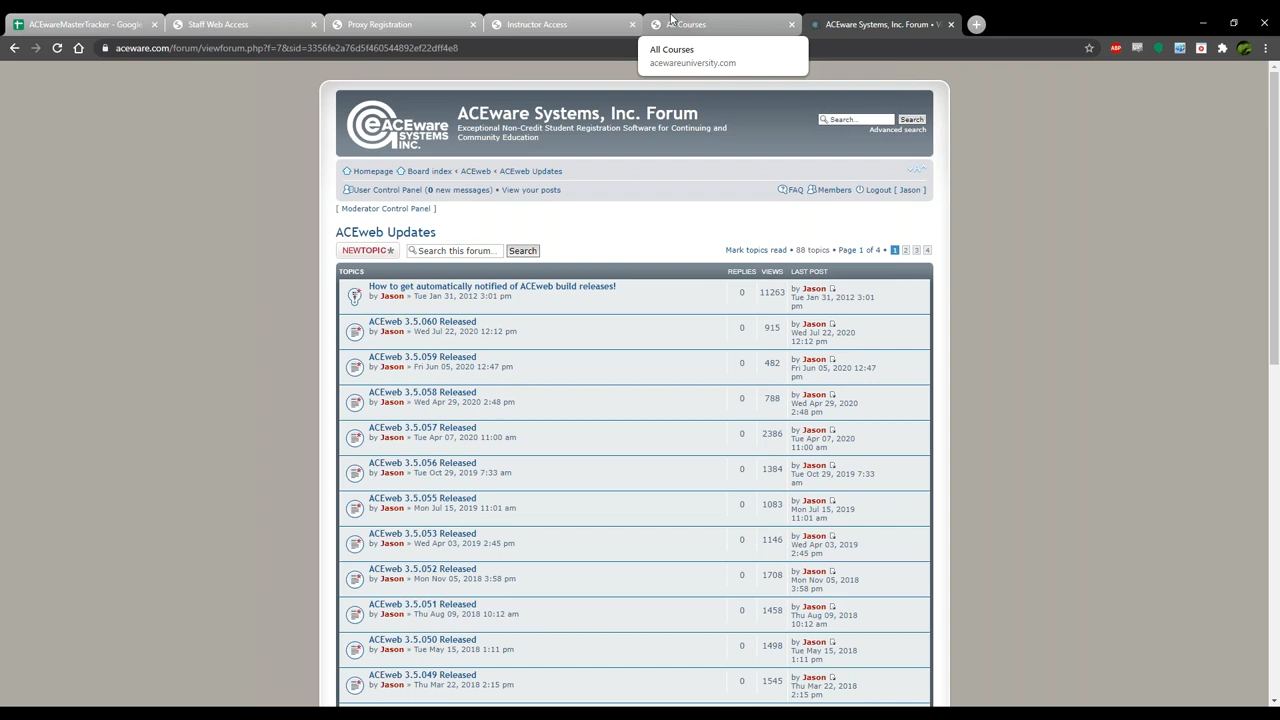 ACEwareMasterTracker - Google
Staff Web Access
Proxy Registration
Instructor Access
Courses
ACEware Systems, Inc. Forum • V
aceware.com/forum/viewforum.php?f=7&sid=3356fe2a76d5f460544892ef22dff4e8
All Courses
acewareuniversity.com
ACEware SYSTEMS, INC.
ACEware Systems, Inc. Forum
Exceptional Non-Credit Student Registration Software for Continuing and
Community Education
Search...
Search
Advanced search
Homepage Board index ‹ ACEweb ‹ ACEweb Updates
User Control Panel (0 new messages) • View your posts
FAQ Members Logout [ Jason ]
[ Moderator Control Panel ]
ACEweb Updates
NEWTOPIC*
Search this forum...
Search
Mark topics read • 88 topics • Page 1 of 4 • 1 2 3 4
TOPICS REPLIES VIEWS LAST POST
How to get automatically notified of ACEweb build releases!
by Jason » Tue Jan 31, 2012 3:01 pm
0
11263
by Jason
Tue Jan 31, 2012 3:01
pm
ACEweb 3.5.060 Released
by Jason » Wed Jul 22, 2020 12:12 pm
0
915
by Jason
Wed Jul 22, 2020
12:12 pm
ACEweb 3.5.059 Released
by Jason » Fri Jun 05, 2020 12:47 pm
0
482
by Jason
Fri Jun 05, 2020 12:47
pm
ACEweb 3.5.058 Released
by Jason » Wed Apr 29, 2020 2:48 pm
0
788
by Jason
Wed Apr 29, 2020
2:48 pm
ACEweb 3.5.057 Released
by Jason » Tue Apr 07, 2020 11:00 am
0
2386
by Jason
Tue Apr 07, 2020
11:00 am
ACEweb 3.5.056 Released
by Jason » Tue Oct 29, 2019 7:33 am
0
1384
by Jason
Tue Oct 29, 2019 7:33
am
ACEweb 3.5.055 Released
by Jason » Mon Jul 15, 2019 11:01 am
0
1083
by Jason
Mon Jul 15, 2019
11:01 am
ACEweb 3.5.053 Released
by Jason » Wed Apr 03, 2019 2:45 pm
0
1146
by Jason
Wed Apr 03, 2019
2:45 pm
ACEweb 3.5.052 Released
by Jason » Mon Nov 05, 2018 3:58 pm
0
1708
by Jason
Mon Nov 05, 2018
3:58 pm
ACEweb 3.5.051 Released
by Jason » Thu Aug 09, 2018 10:12 am
0
1458
by Jason
Thu Aug 09, 2018
10:12 am
ACEweb 3.5.050 Released
by Jason » Tue May 15, 2018 1:11 pm
0
1498
by Jason
Tue May 15, 2018
1:11 pm
ACEweb 3.5.049 Released
by Jason » Thu Mar 22, 2018 2:15 pm
0
1545
by Jason
Thu Mar 22, 2018
2:15 pm